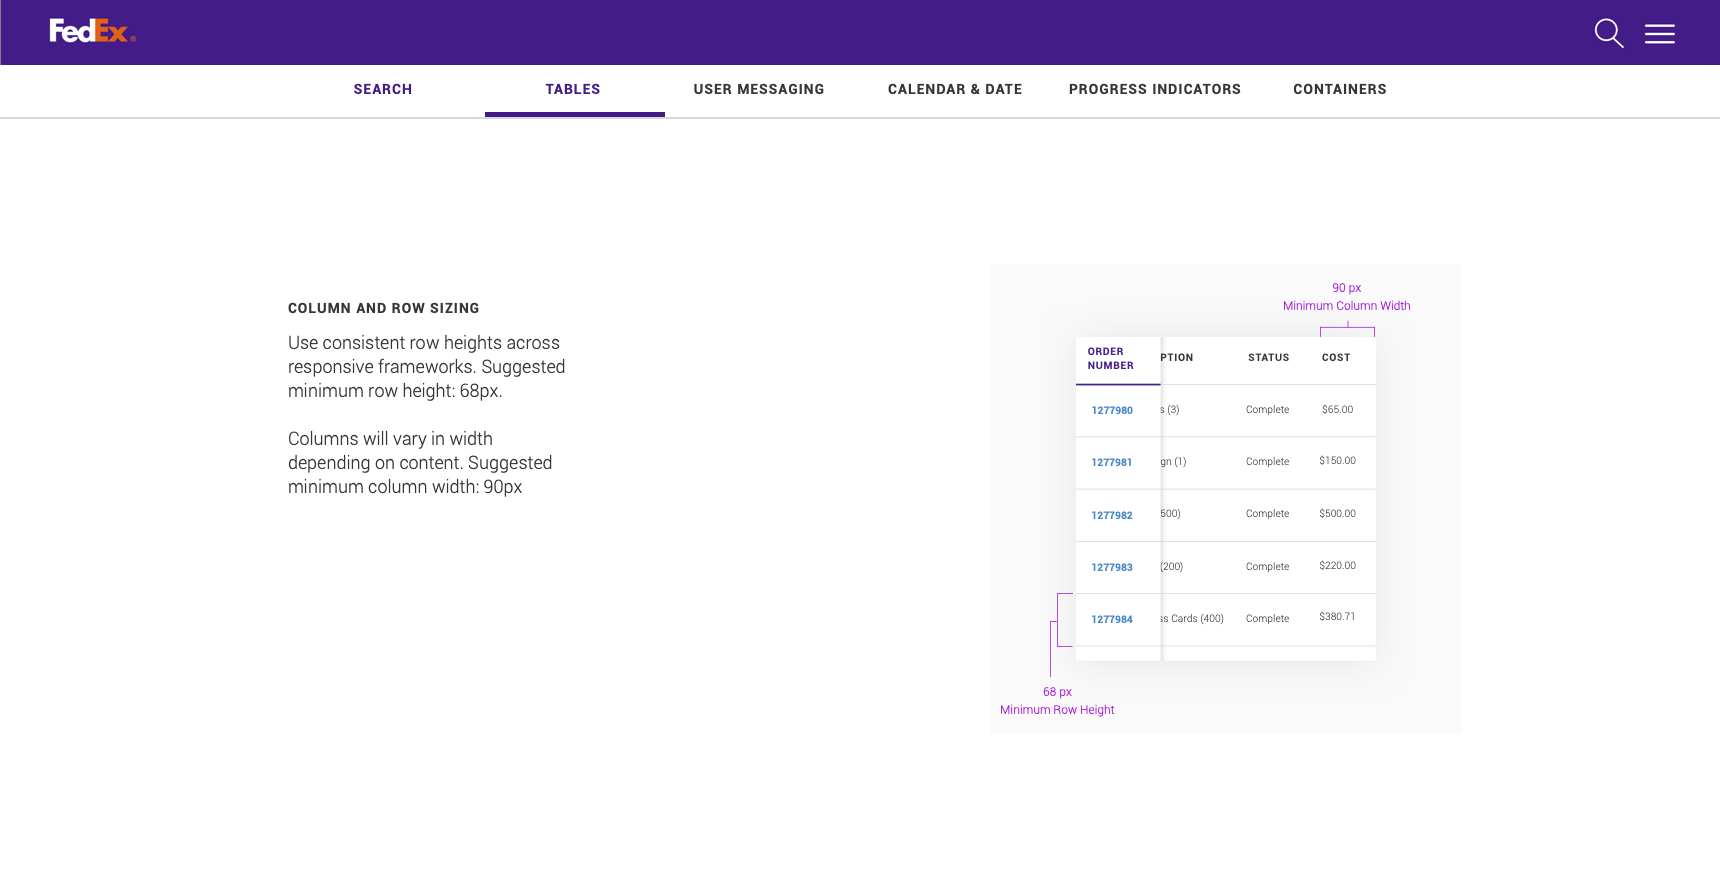 FedEx®
SEARCH
TABLES
USER MESSAGING
CALENDAR & DATE
PROGRESS INDICATORS
CONTAINERS
COLUMN AND ROW SIZING
Use consistent row heights across
responsive frameworks. Suggested
minimum row height: 68px.
Columns will vary in width
depending on content. Suggested
minimum column width: 90px
90 px
Minimum Column Width
ORDER
NUMBER
PTION STATUS COST
1277980 s (3) Complete $65.00
1277981 gn (1) Complete $150.00
1277982 500) Complete $500.00
1277983 (200) Complete $220.00
1277984 ss Cards (400) Complete $380.71
68 px
Minimum Row Height